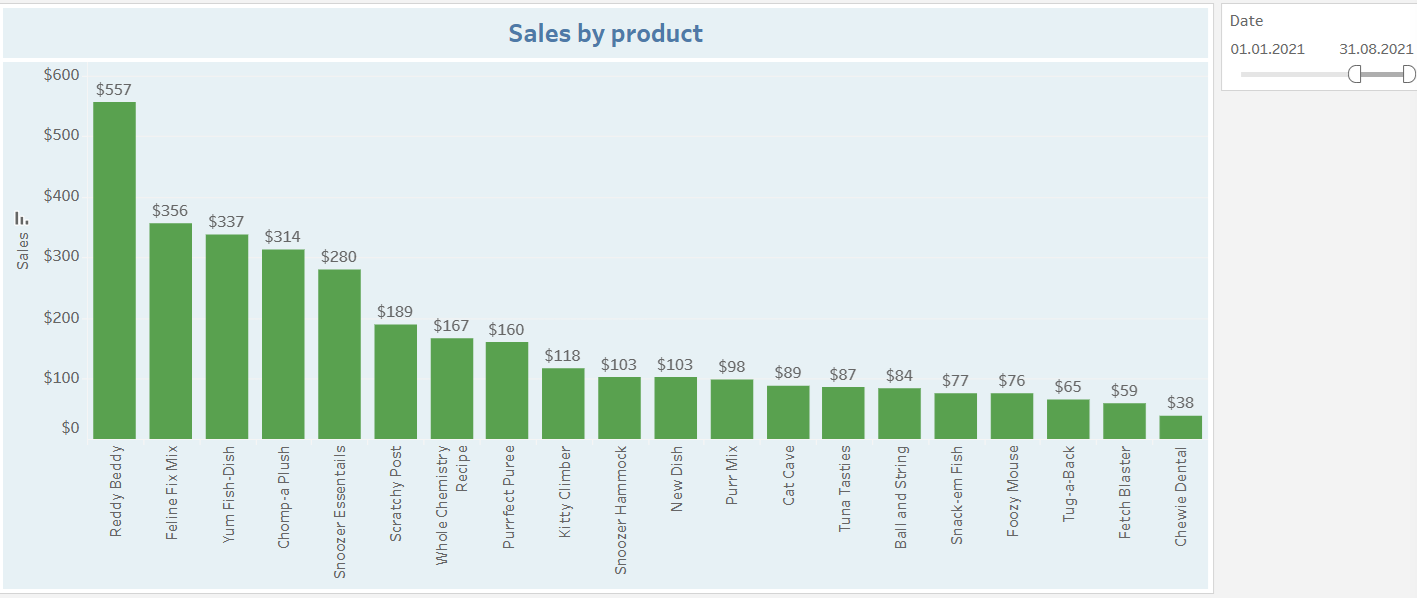 Sales by product
Date
01.01.2021 31.08.2021
Sales
$600
$500
$400
$300
$200
$100
$0
$557
$356
$337
$314
$280
$189
$167
$160
$118
$103
$103
$98
$89
$87
$84
$77
$76
$65
$59
$38
Reddy Beddy
Feline Fix Mix
Yum Fish-Dish
Chomp-a Plush
Snoozer Essentails
Scratchy Post
Whole Chemistry
Recipe
Purrfect Puree
Kitty Climber
Snoozer Hammock
New Dish
Purr Mix
Cat Cave
Tuna Tasties
Ball and String
Snack-em Fish
Foozy Mouse
Tug-a-Back
Fetch Blaster
Chewie Dental